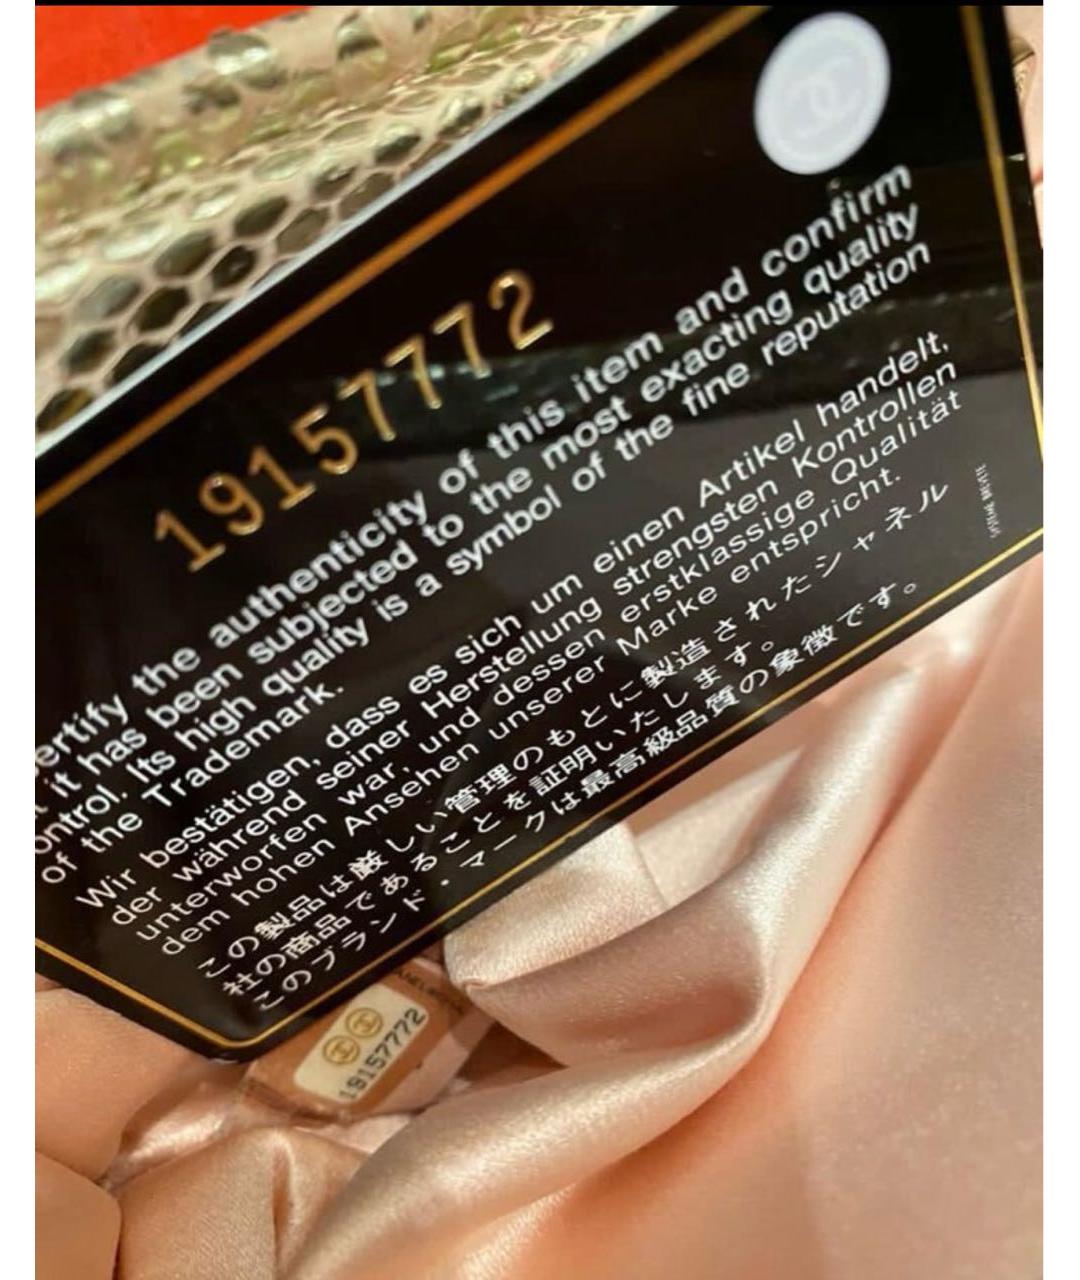 19157772
ertify the authenticity of this item and confirm
it has been subjected to the most exacting quality
ontrol. Its high quality is a symbol of the fine reputation
of the Trademark.
Wir bestätigen, dass es sich um einen Artikel handelt,
der während seiner Herstellung strengsten Kontrollen
unterworfen war, und dessen erstklassige Qualität
dem hohen Ansehen unserer Marke entspricht.
この製品は厳しい管理のもとに製造されたシャネル
社の商品であることを証明いたします。
このブランド・マークは最高級品質の象徴です。
19157772